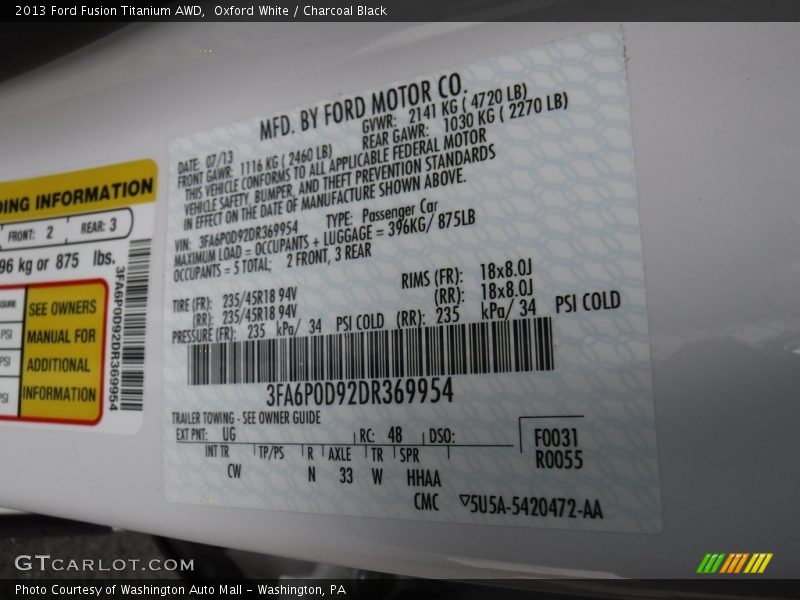 2013 Ford Fusion Titanium AWD, Oxford White / Charcoal Black
DING INFORMATION
FRONT: 2 REAR: 3
96 kg or 875 lbs.
SSURE
PSI
PSI
PSI
SEE OWNERS
MANUAL FOR
ADDITIONAL
INFORMATION
3FA6P0D92DR369954
MFD. BY FORD MOTOR CO.
DATE: 07/13 GVWR: 2141 KG ( 4720 LB)
FRONT GAWR: 1116 KG ( 2460 LB) REAR GAWR: 1030 KG ( 2270 LB)
THIS VEHICLE CONFORMS TO ALL APPLICABLE FEDERAL MOTOR
VEHICLE SAFETY, BUMPER, AND THEFT PREVENTION STANDARDS
IN EFFECT ON THE DATE OF MANUFACTURE SHOWN ABOVE.
VIN: 3FA6P0D92DR369954 TYPE: Passenger Car
MAXIMUM LOAD = OCCUPANTS + LUGGAGE = 396KG/ 875LB
OCCUPANTS = 5 TOTAL; 2 FRONT, 3 REAR
TIRE (FR): 235/45R18 94V RIMS (FR): 18x8.0J
(RR): 235/45R18 94V (RR): 18x8.0J
PRESSURE (FR): 235 kPa/ 34 PSI COLD (RR): 235 kPa/ 34 PSI COLD
3FA6P0D92DR369954
TRAILER TOWING - SEE OWNER GUIDE
EXT PNT: UG RC: 48 DSO: F0031
INT TR TP/PS R AXLE TR SPR R0055
CW N 33 W HHAA
CMC ▽5U5A-5420472-AA
GTCARLOT.COM
Photo Courtesy of Washington Auto Mall - Washington, PA